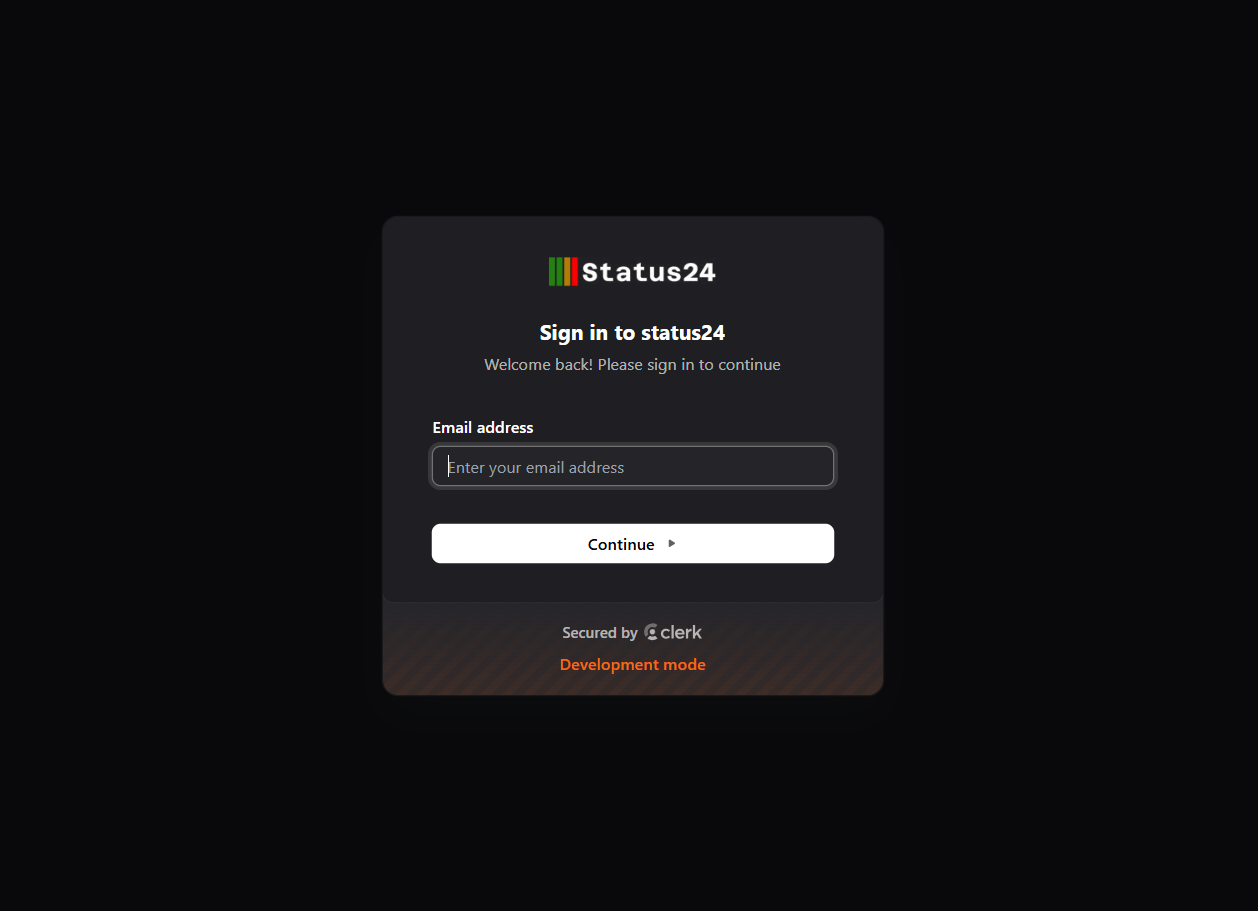 Status24
Sign in to status24
Welcome back! Please sign in to continue
Email address
Enter your email address
Continue
Secured by clerk
Development mode